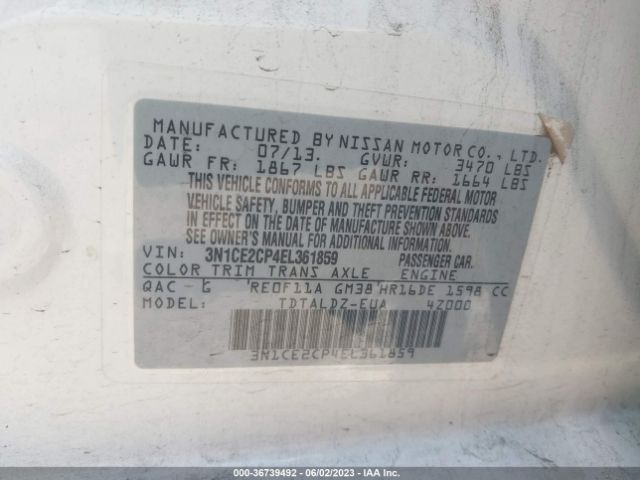 MANUFACTURED BY NISSAN MOTOR CO., LTD.
DATE: 07/13. GVWR: 3470 LBS
GAWR FR: 1867 LBS GAWR RR: 1664 LBS
THIS VEHICLE CONFORMS TO ALL APPLICABLE FEDERAL MOTOR
VEHICLE SAFETY, BUMPER AND THEFT PREVENTION STANDARDS
IN EFFECT ON THE DATE OF MANUFACTURE SHOWN ABOVE.
SEE OWNER'S MANUAL FOR ADDITIONAL INFORMATION.
VIN: 3N1CE2CP4EL361859 PASSENGER CAR.
COLOR TRIM TRANS AXLE ENGINE
QAC - G RE0F11A GM38 HR16DE 1598 CC
MODEL: TDTALDZ-EUA 4Z000
3N1CE2CP4EL361859
000-36739492 - 06/02/2023 - IAA Inc.